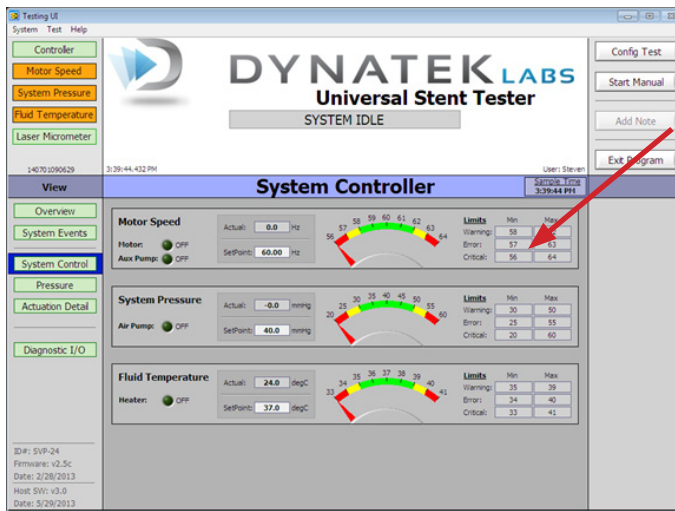 Testing UI
System Test Help
Controller
Motor Speed
System Pressure
Fluid Temperature
Laser Micrometer
140701090629
DYNATEK LABS
Universal Stent Tester
SYSTEM IDLE
3:39:44.432 PM
User: Steven
Config Test
Start Manual
Add Note
Exit Program
View
System Controller
Sample Time
3:39:44 PM
Overview
System Events
System Control
Pressure
Actuation Detail
Diagnostic I/O
Motor Speed
Motor: OFF
Aux Pump: OFF
Actual: 0.0 Hz
SetPoint: 60.00 Hz
56 57 58 59 60 61 62 63 64
Limits Min Max
Warning: 58
Error: 57 63
Critical: 56 64
System Pressure
Air Pump: OFF
Actual: -0.0 mmHg
SetPoint: 40.0 mmHg
20 25 30 35 40 45 50 55 60
Limits Min Max
Warning: 30 50
Error: 25 55
Critical: 20 60
Fluid Temperature
Heater: OFF
Actual: 24.0 degC
SetPoint: 37.0 degC
33 34 35 36 37 38 39 40 41
Limits Min Max
Warning: 35 39
Error: 34 40
Critical: 33 41
ID#: SVP-24
Firmware: v2.5c
Date: 2/28/2013
Host SW: v3.0
Date: 5/29/2013